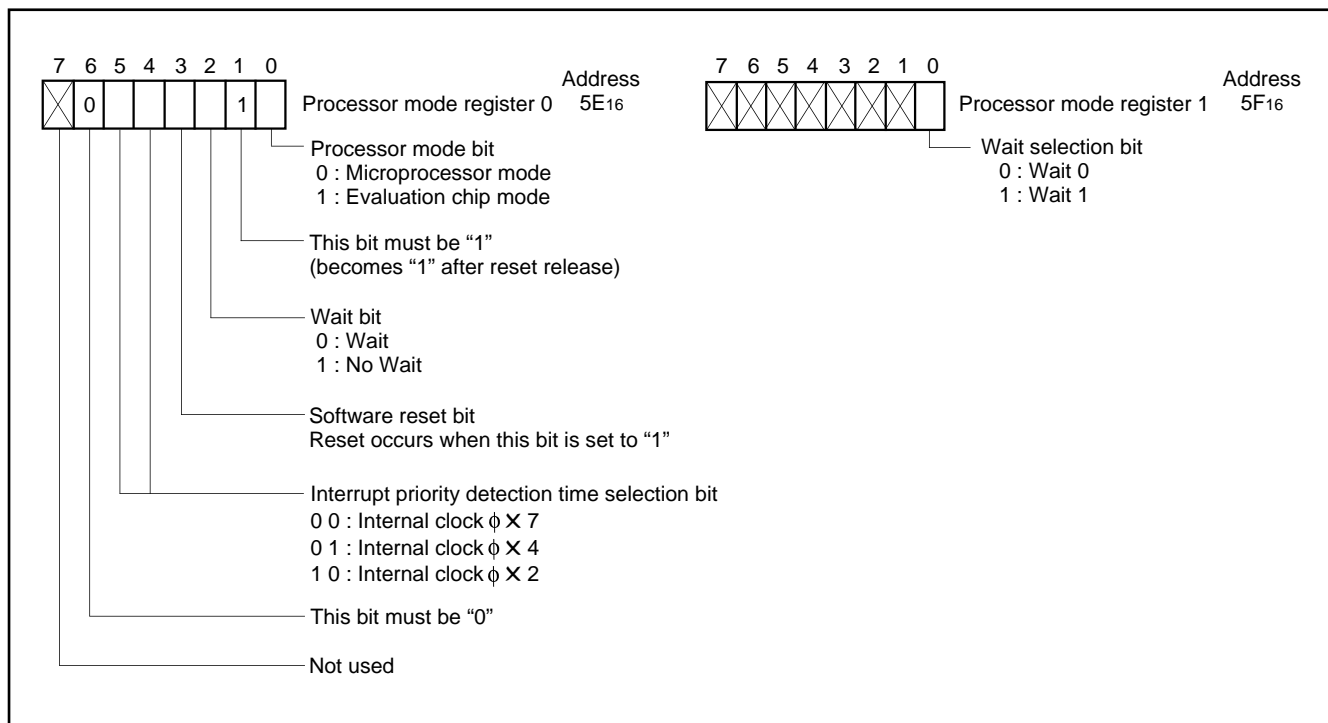 7 6 5 4 3 2 1 0
Address
0 1 Processor mode register 0 5E16
Processor mode bit
0 : Microprocessor mode
1 : Evaluation chip mode
This bit must be “1”
(becomes “1” after reset release)
Wait bit
0 : Wait
1 : No Wait
Software reset bit
Reset occurs when this bit is set to “1”
Interrupt priority detection time selection bit
0 0 : Internal clock ϕ × 7
0 1 : Internal clock ϕ × 4
1 0 : Internal clock ϕ × 2
This bit must be “0”
Not used
7 6 5 4 3 2 1 0
Address
Processor mode register 1 5F16
Wait selection bit
0 : Wait 0
1 : Wait 1